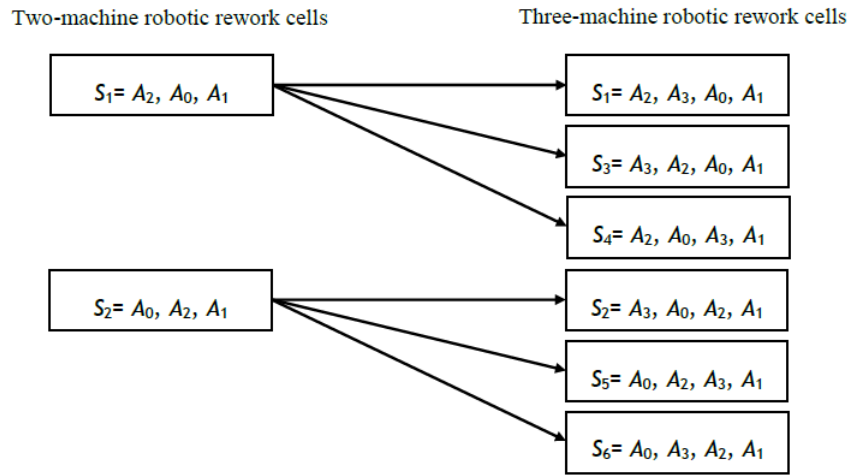 Two-machine robotic rework cells
Three-machine robotic rework cells
S₁= A₂, A₀, A₁
S₁= A₂, A₃, A₀, A₁
S₃= A₃, A₂, A₀, A₁
S₄= A₂, A₀, A₃, A₁
S₂= A₀, A₂, A₁
S₂= A₃, A₀, A₂, A₁
S₅= A₀, A₂, A₃, A₁
S₆= A₀, A₃, A₂, A₁